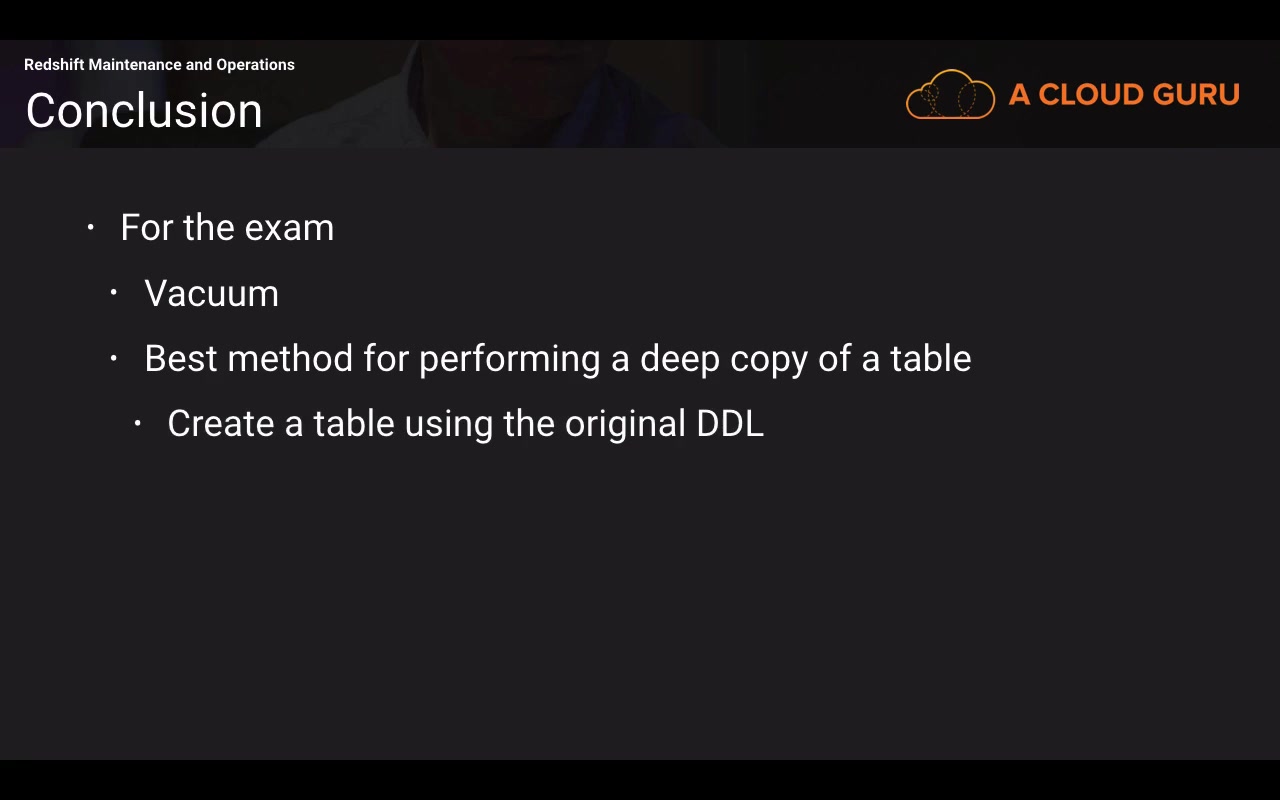 Redshift Maintenance and Operations
Conclusion
A CLOUD GURU
• For the exam
• Vacuum
• Best method for performing a deep copy of a table
• Create a table using the original DDL